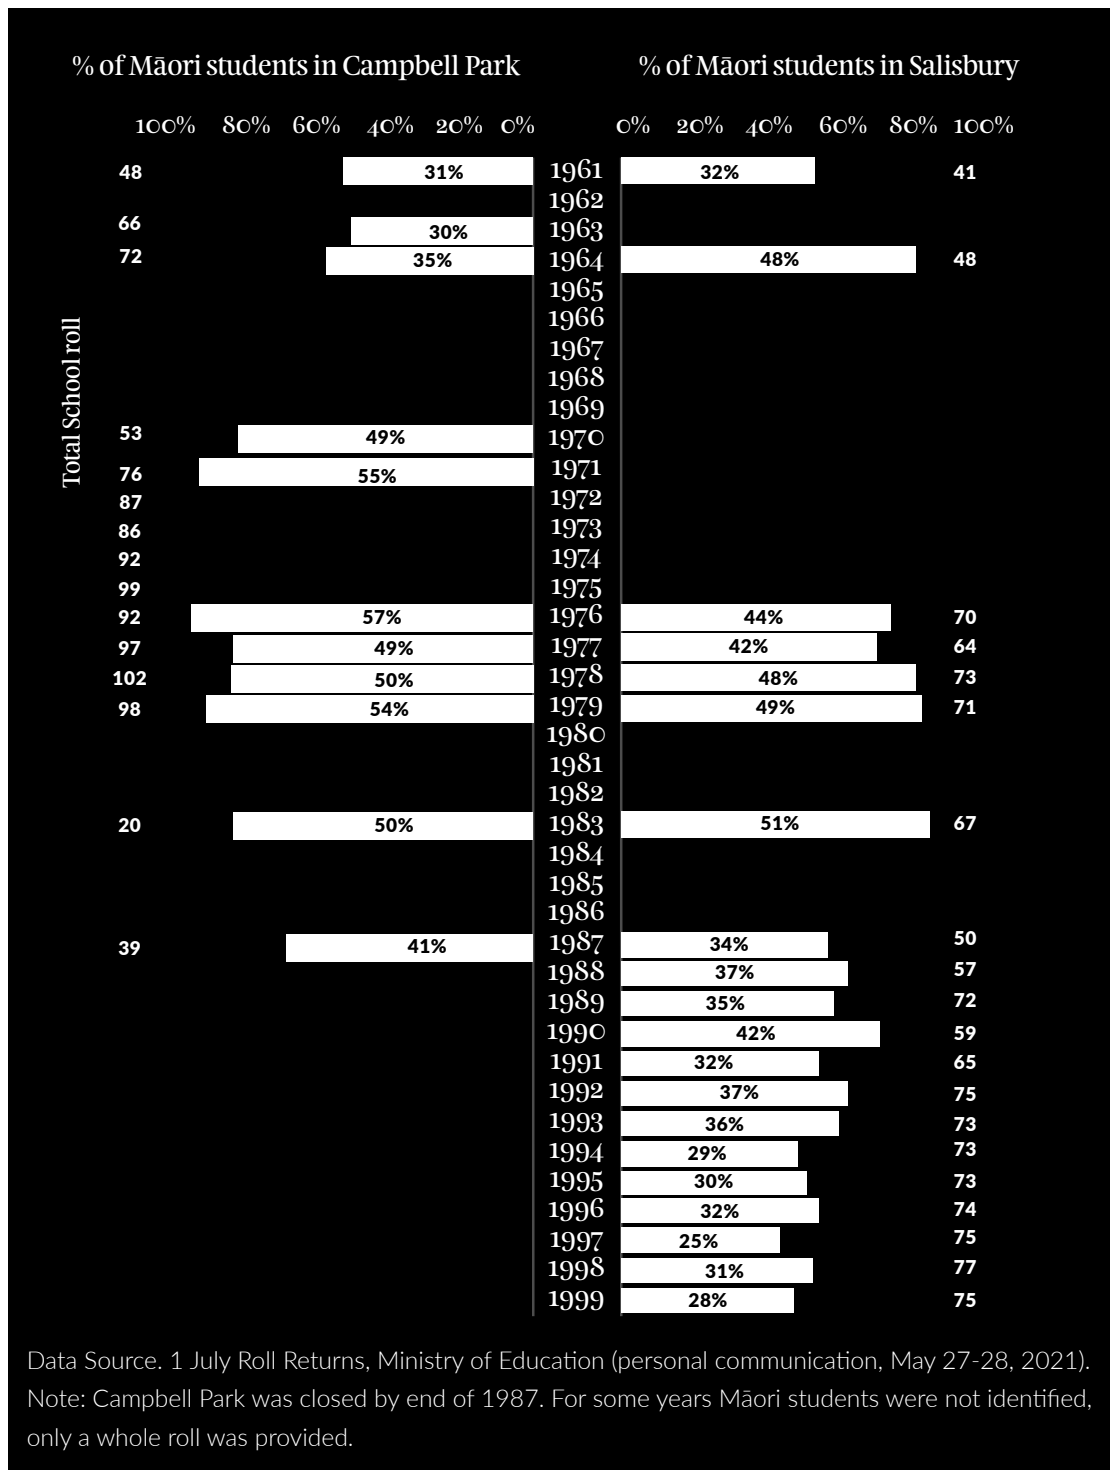 % of Māori students in Campbell Park % of Māori students in Salisbury
100% 80% 60% 40% 20% 0% 0% 20% 40% 60% 80% 100%
Total School roll
48 31% 1961 32% 41
1962
66 30% 1963
72 35% 1964 48% 48
1965
1966
1967
1968
1969
53 49% 1970
76 55% 1971
87 1972
86 1973
92 1974
99 1975
92 57% 1976 44% 70
97 49% 1977 42% 64
102 50% 1978 48% 73
98 54% 1979 49% 71
1980
1981
1982
20 50% 1983 51% 67
1984
1985
1986
39 41% 1987 34% 50
1988 37% 57
1989 35% 72
1990 42% 59
1991 32% 65
1992 37% 75
1993 36% 73
1994 29% 73
1995 30% 73
1996 32% 74
1997 25% 75
1998 31% 77
1999 28% 75
Data Source. 1 July Roll Returns, Ministry of Education (personal communication, May 27-28, 2021).
Note: Campbell Park was closed by end of 1987. For some years Māori students were not identified,
only a whole roll was provided.